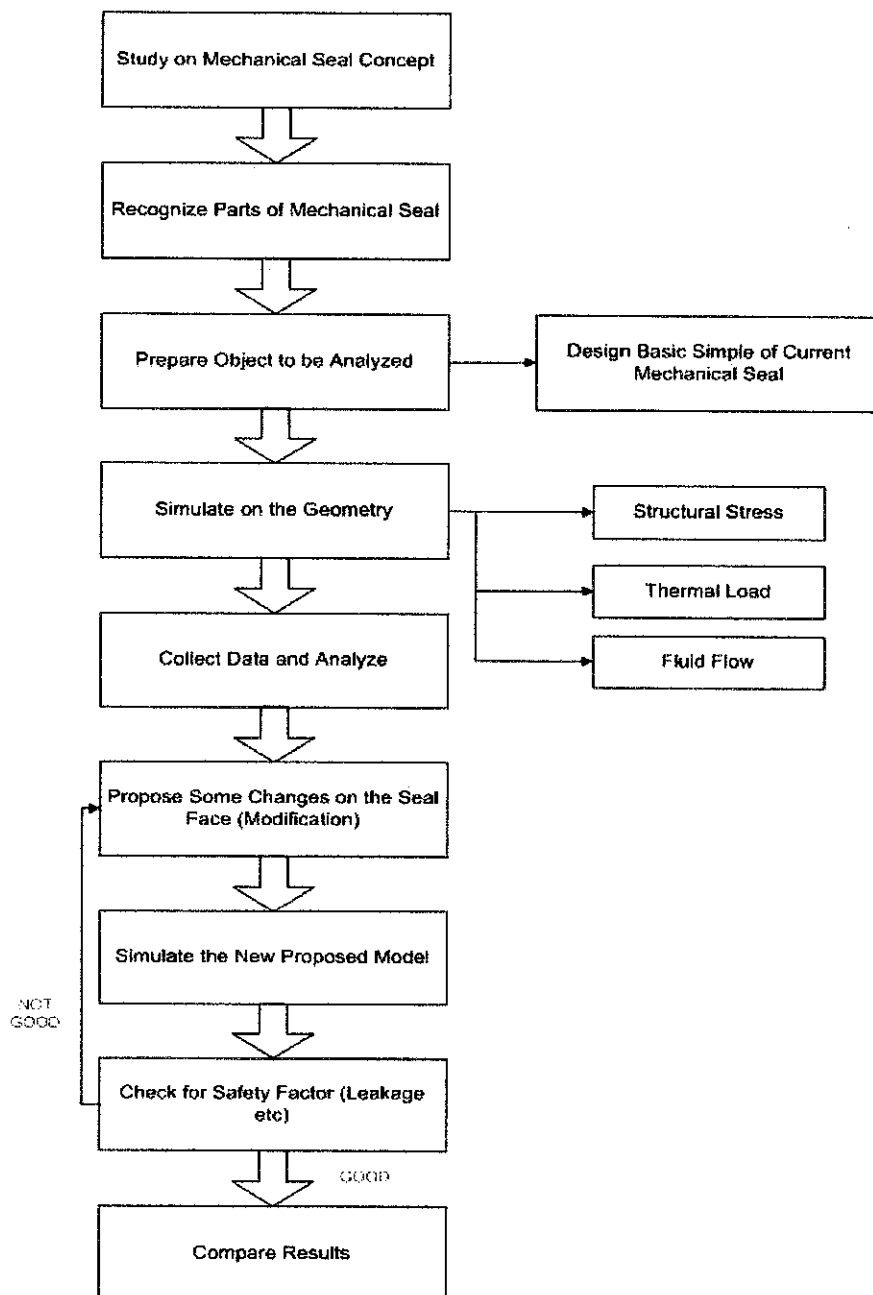 Study on Mechanical Seal Concept
Recognize Parts of Mechanical Seal
Prepare Object to be Analyzed
Design Basic Simple of Current
Mechanical Seal
Simulate on the Geometry
Structural Stress
Thermal Load
Fluid Flow
Collect Data and Analyze
Propose Some Changes on the Seal
Face (Modification)
Simulate the New Proposed Model
NOT
GOOD
Check for Safety Factor (Leakage
etc)
GOOD
Compare Results